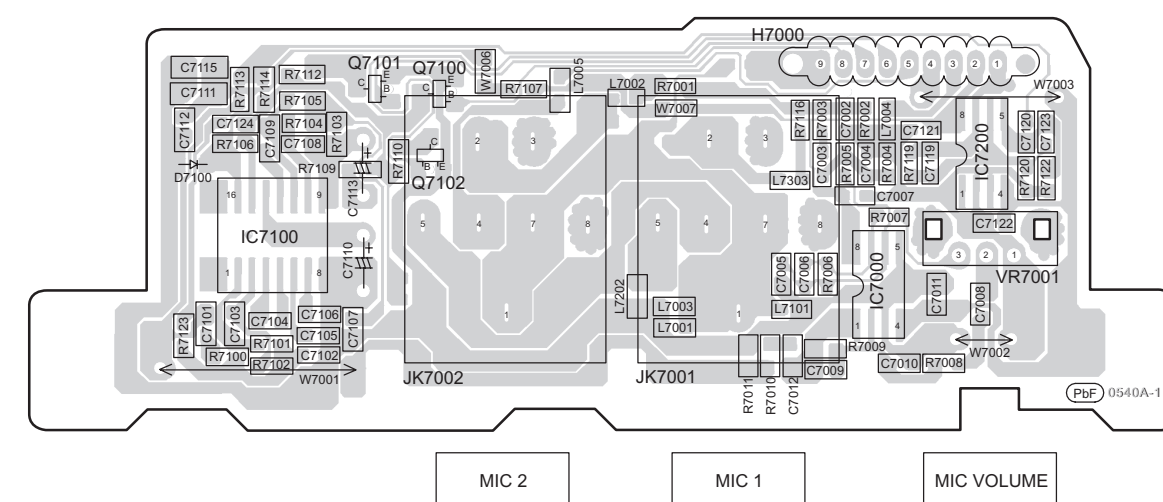 H7000
C7115
C7111
R7113
R7114
R7112
R7105
Q7101
C
E
B
Q7100
C
E
B
W7006
R7107
L7005
L7002
R7001
W7007
9 8 7 6 5 4 3 2 1
W7003
C7112
C7124
R7106
C7109
R7104
C7108
R7103
R7110
C
B
E
Q7102
D7100
R7109
C7113
2 3
2 3
R7116
R7003
C7002
R7002
L7004
C7121
8 5
IC7200
1 4
C7120
C7123
L7303
C7003
R7005
C7004
R7004
R7119
C7119
R7120
R7122
C7007
R7007
C7122
16 9
IC7100
1 8
C7110
5 4 7 8
5 4 7 8
8 5
IC7000
1 4
3 2 1
VR7001
C7005
C7006
R7006
C7011
C7008
L7202
L7003
L7001
L7101
1
1
R7123
C7101
C7103
C7104
R7101
R7100
R7102
C7106
C7105
C7102
C7107
W7001
JK7002
JK7001
R7011
R7010
C7012
R7009
C7009
C7010
R7008
W7002
PbF 0540A-1
MIC 2
MIC 1
MIC VOLUME